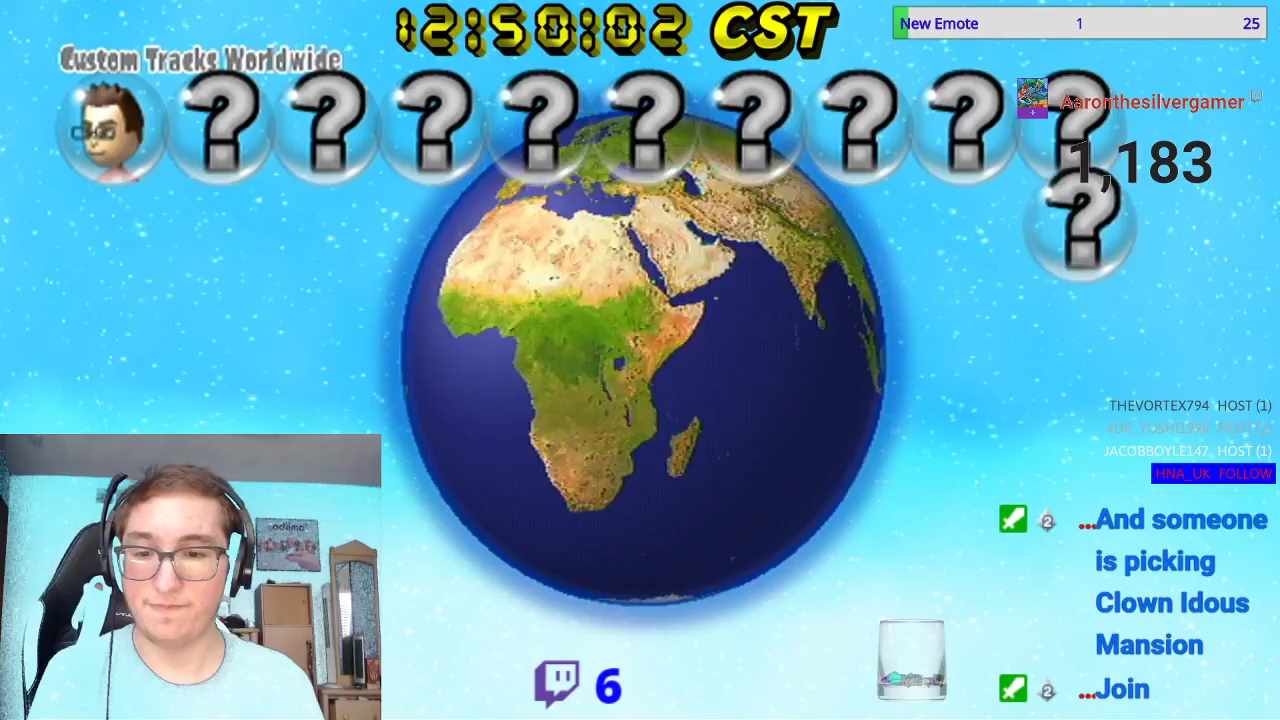 12:50:02 CST
New Emote 1 25
Custom Tracks Worldwide
Aaronthesilvergamer
1,183
THEVORTEX794 HOST (1)
JACOBBOYLE147 HOST (1)
HNA_UK FOLLOW
2 ...And someone
is picking
Clown Idous
Mansion
2 ...Join
6